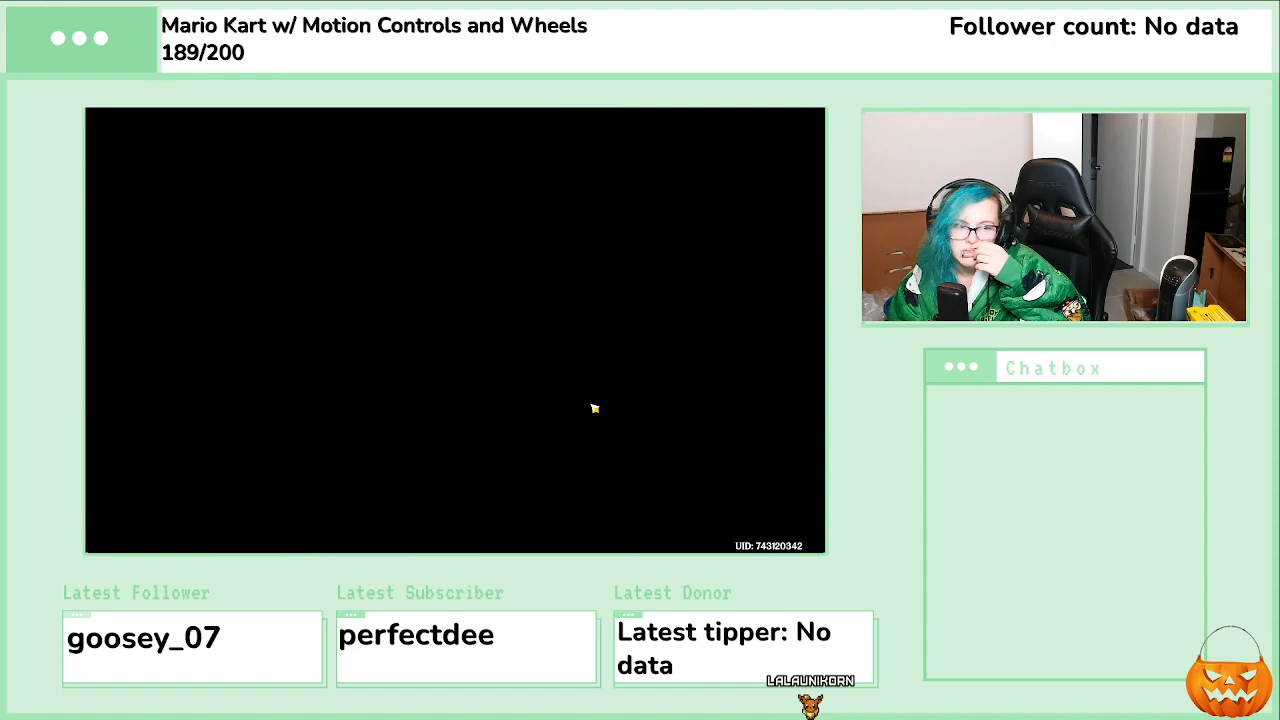 Mario Kart w/ Motion Controls and Wheels
189/200
Follower count: No data
Chatbox
UID: 743120342
Latest Follower
Latest Subscriber
Latest Donor
goosey_07
perfectdee
Latest tipper: No
data
LALAUNIKORN